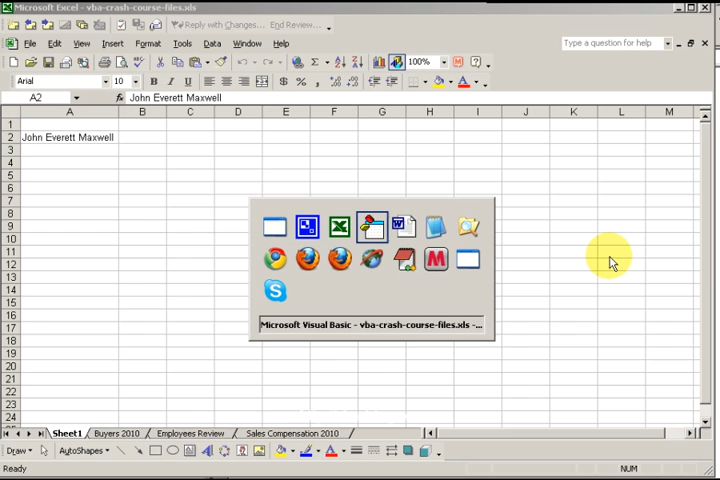 Microsoft Excel - vba-crash-course-files.xls
Reply with Changes... End Review...
File Edit View Insert Format Tools Data Window Help Type a question for help
100%
Arial 10 B I U $ % ,
A2 fx John Everett Maxwell
A B C D E F G H I J K L M
1
2 John Everett Maxwell
3
4
5
6
7
8
9
10
11
12
13
14
15
16
17
18
19
20
21
22
23
24
Microsoft Visual Basic - vba-crash-course-files.xls -...
Sheet1 Buyers 2010 Employees Review Sales Compensation 2010
Draw AutoShapes
Ready NUM